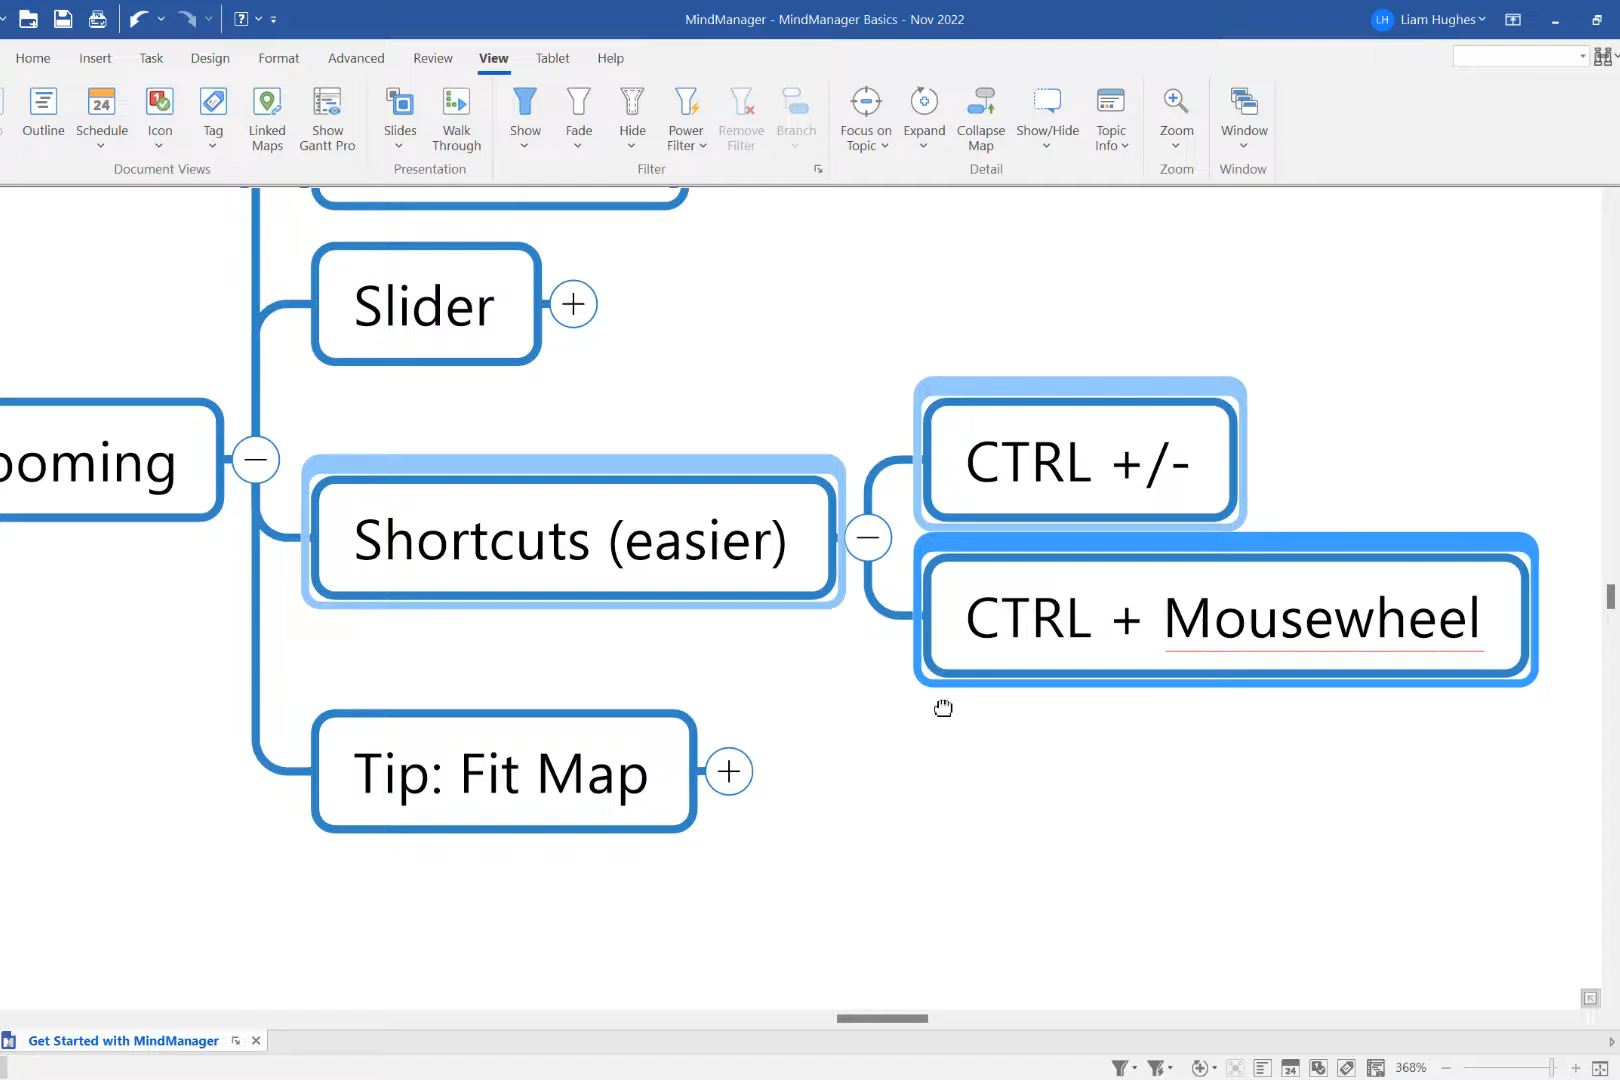 MindManager - MindManager Basics - Nov 2022
LH Liam Hughes
Home Insert Task Design Format Advanced Review View Tablet Help
Outline
24
Schedule
Icon
Tag
Linked Maps
Show Gantt Pro
Document Views
Slides
Walk Through
Presentation
Show
Fade
Hide
Power Filter
Remove Filter
Branch
Filter
Focus on Topic
Expand
Collapse Map
Show/Hide
Topic Info
Detail
Zoom
Zoom
Window
Window
Slider
ooming
Shortcuts (easier)
CTRL +/-
CTRL + Mousewheel
Tip: Fit Map
Get Started with MindManager
24
368%